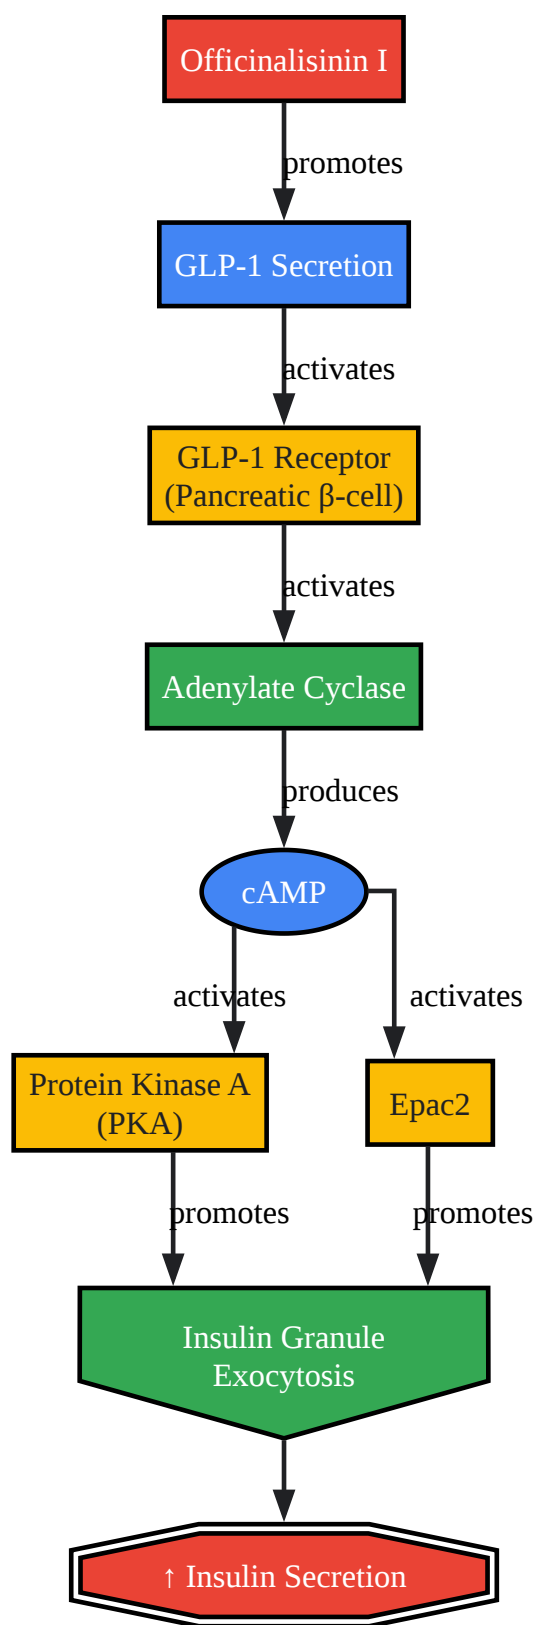 Officinalisinin I
promotes
GLP-1 Secretion
activates
GLP-1 Receptor
(Pancreatic β-cell)
activates
Adenylate Cyclase
produces
cAMP
activates
activates
Protein Kinase A
(PKA)
Epac2
promotes
promotes
Insulin Granule
Exocytosis
↑ Insulin Secretion